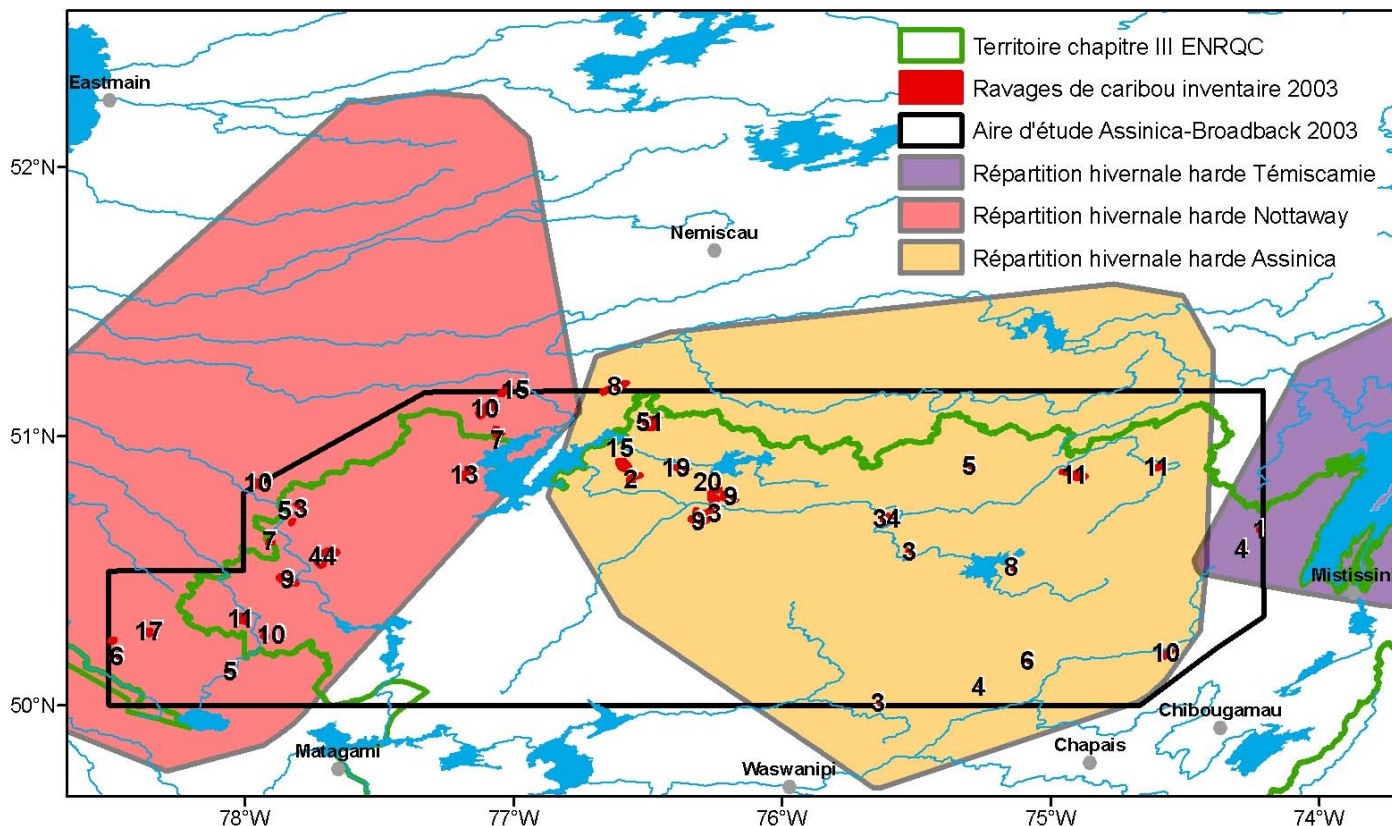 Territoire chapitre III ENRQC
Ravages de caribou inventaire 2003
Aire d'étude Assinica-Broadback 2003
Répartition hivernale harde Témiscamie
Répartition hivernale harde Nottaway
Répartition hivernale harde Assinica
Eastmain
52°N
Nemiscau
8
15
10
51
51°N
7
15
13
19
5
11
11
2
10
20
9
5
3
3
9
34
1
7
44
3
4
8
9
Mistissin
11
17
10
6
5
6
10
4
3
50°N
Chibougamau
Matagami
Chapais
Waswanipi
78°W
77°W
76°W
75°W
74°W